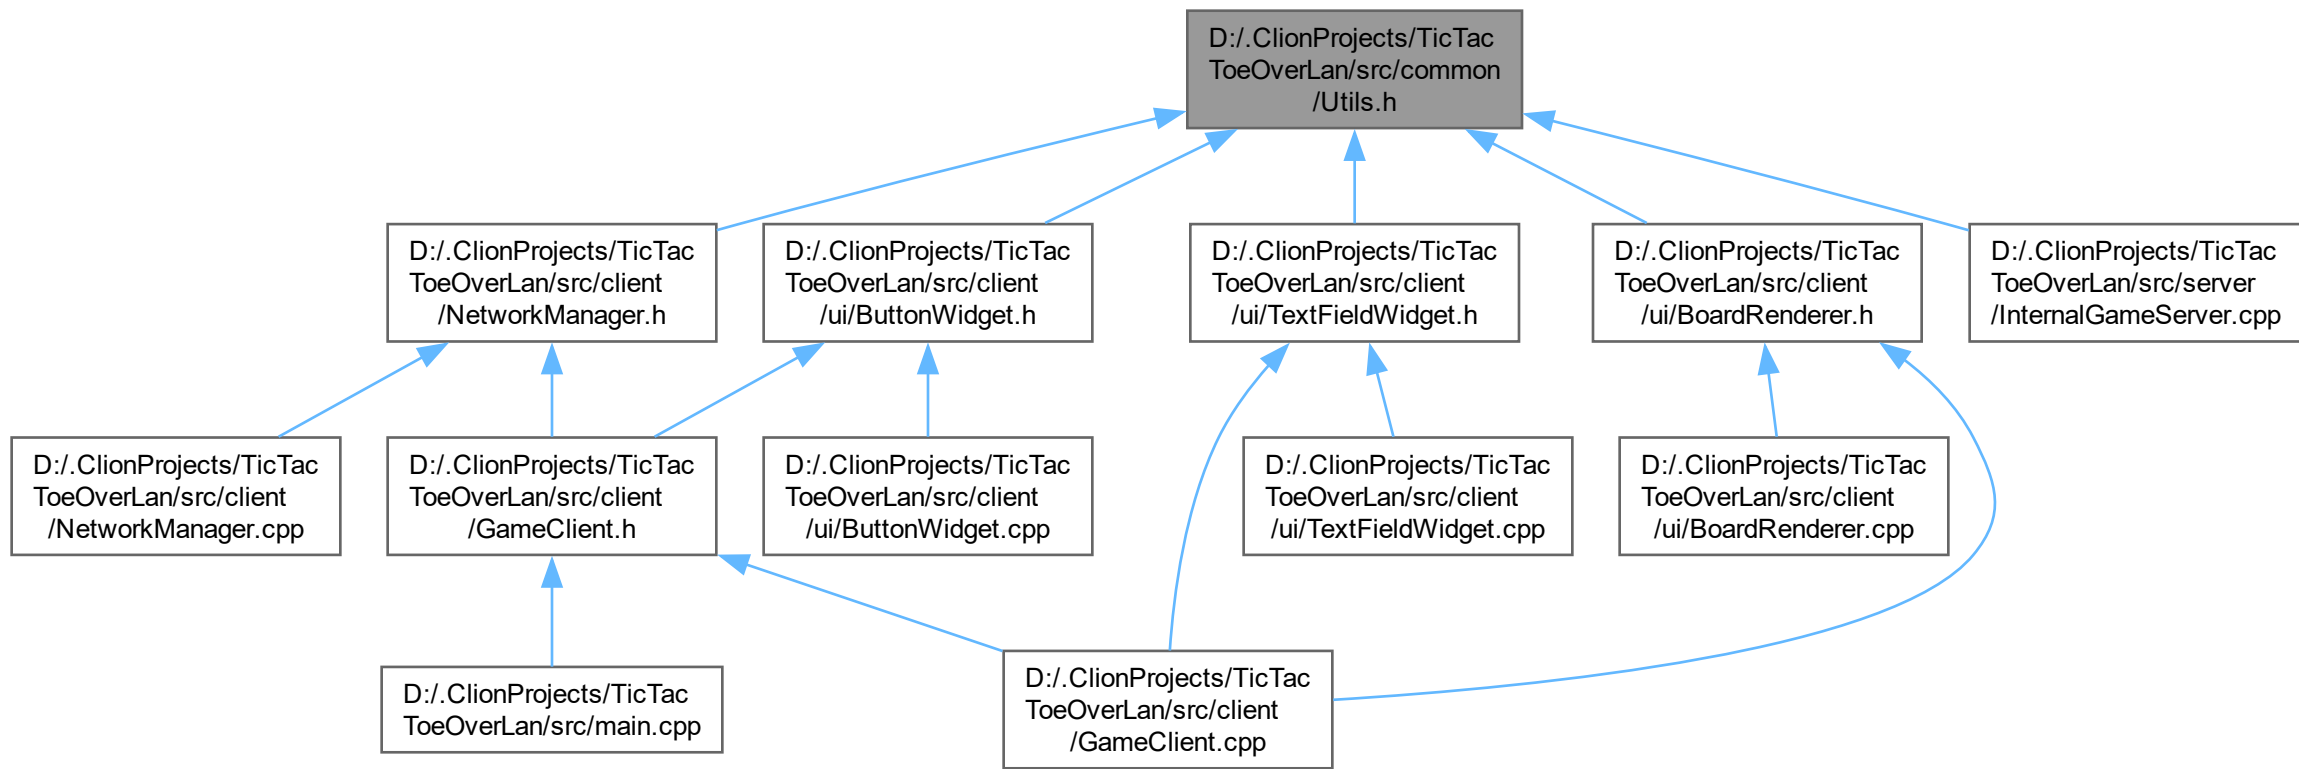 D:/.ClionProjects/TicTac
ToeOverLan/src/common
/Utils.h
D:/.ClionProjects/TicTac
ToeOverLan/src/client
/NetworkManager.h
D:/.ClionProjects/TicTac
ToeOverLan/src/client
/ui/ButtonWidget.h
D:/.ClionProjects/TicTac
ToeOverLan/src/client
/ui/TextFieldWidget.h
D:/.ClionProjects/TicTac
ToeOverLan/src/client
/ui/BoardRenderer.h
D:/.ClionProjects/TicTac
ToeOverLan/src/server
/InternalGameServer.cpp
D:/.ClionProjects/TicTac
ToeOverLan/src/client
/NetworkManager.cpp
D:/.ClionProjects/TicTac
ToeOverLan/src/client
/GameClient.h
D:/.ClionProjects/TicTac
ToeOverLan/src/client
/ui/ButtonWidget.cpp
D:/.ClionProjects/TicTac
ToeOverLan/src/client
/ui/TextFieldWidget.cpp
D:/.ClionProjects/TicTac
ToeOverLan/src/client
/ui/BoardRenderer.cpp
D:/.ClionProjects/TicTac
ToeOverLan/src/main.cpp
D:/.ClionProjects/TicTac
ToeOverLan/src/client
/GameClient.cpp